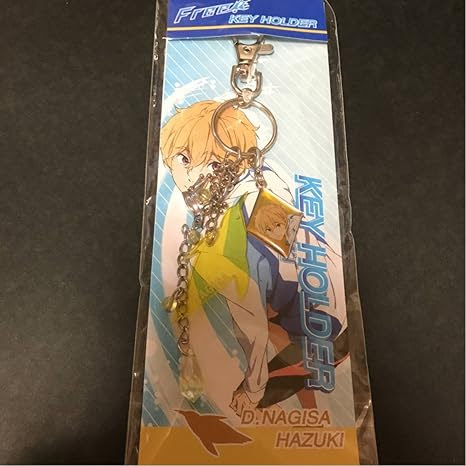 Free!
KEY HOLDER
KEY HOLDER
D.NAGISA
HAZUKI